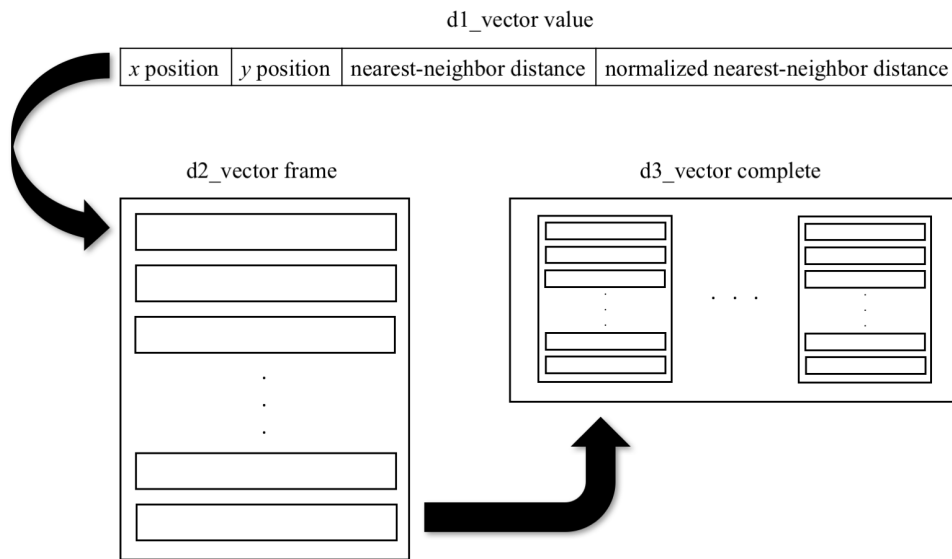 d1_vector value
x position y position nearest-neighbor distance normalized nearest-neighbor distance
d2_vector frame
d3_vector complete